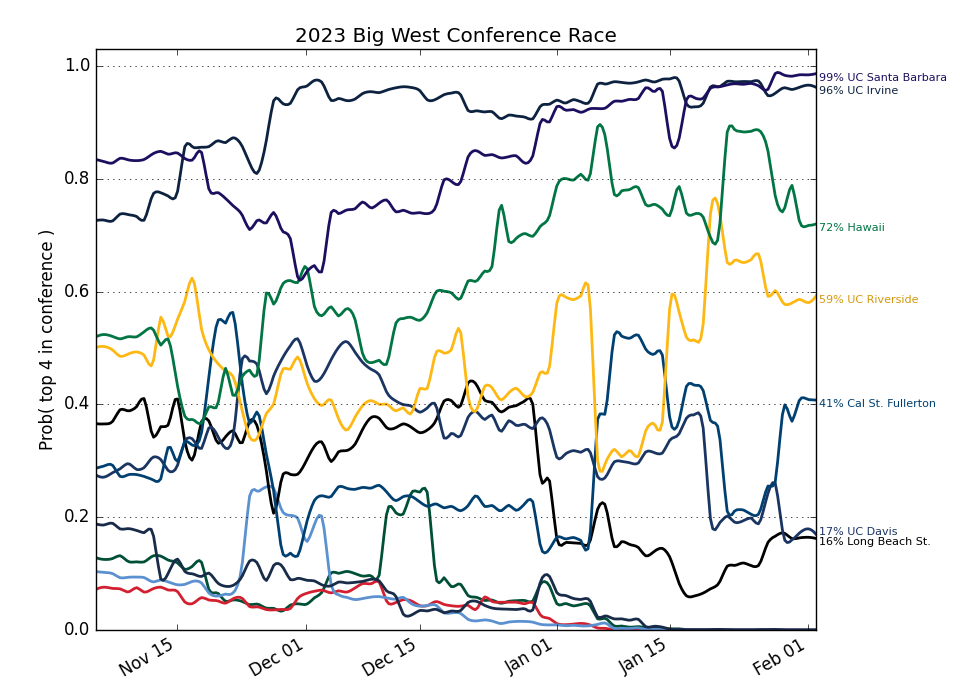 2023 Big West Conference Race
Prob( top 4 in conference )
1.0
0.8
0.6
0.4
0.2
0.0
Nov 15
Dec 01
Dec 15
Jan 01
Jan 15
Feb 01
99% UC Santa Barbara
96% UC Irvine
72% Hawaii
59% UC Riverside
41% Cal St. Fullerton
17% UC Davis
16% Long Beach St.